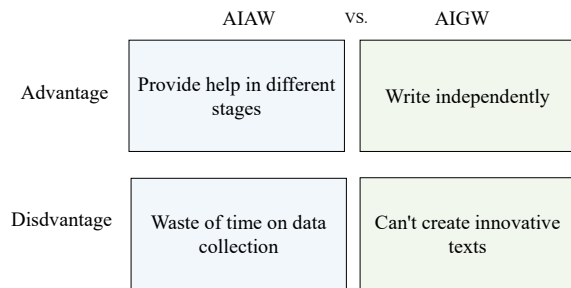 AIAW VS. AIGW
Advantage
Provide help in different
stages
Write independently
Disdvantage
Waste of time on data
collection
Can't create innovative
texts